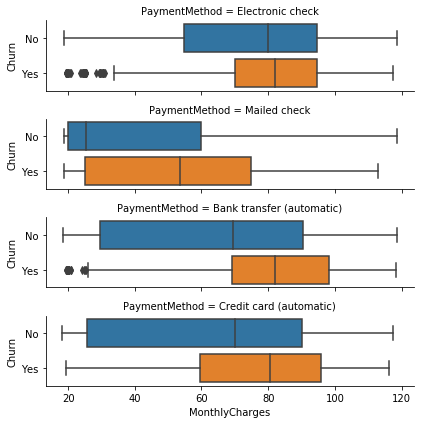 PaymentMethod = Electronic check
Churn
No
Yes
PaymentMethod = Mailed check
Churn
No
Yes
PaymentMethod = Bank transfer (automatic)
Churn
No
Yes
PaymentMethod = Credit card (automatic)
Churn
No
Yes
20 40 60 80 100 120
MonthlyCharges